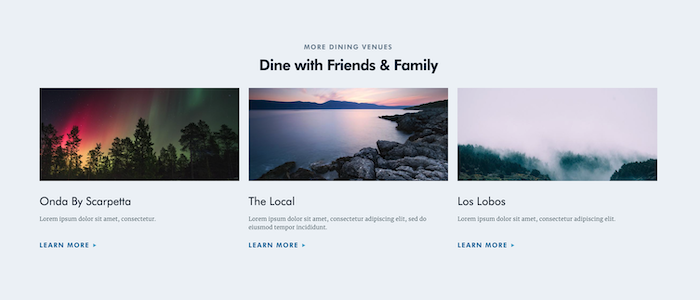 MORE DINING VENUES
Dine with Friends & Family
Onda By Scarpetta
Lorem ipsum dolor sit amet, consectetur.
LEARN MORE >
The Local
Lorem ipsum dolor sit amet, consectetur adipiscing elit, sed do
eiusmod tempor incididunt.
LEARN MORE >
Los Lobos
Lorem ipsum dolor sit amet, consectetur adipiscing elit.
LEARN MORE >